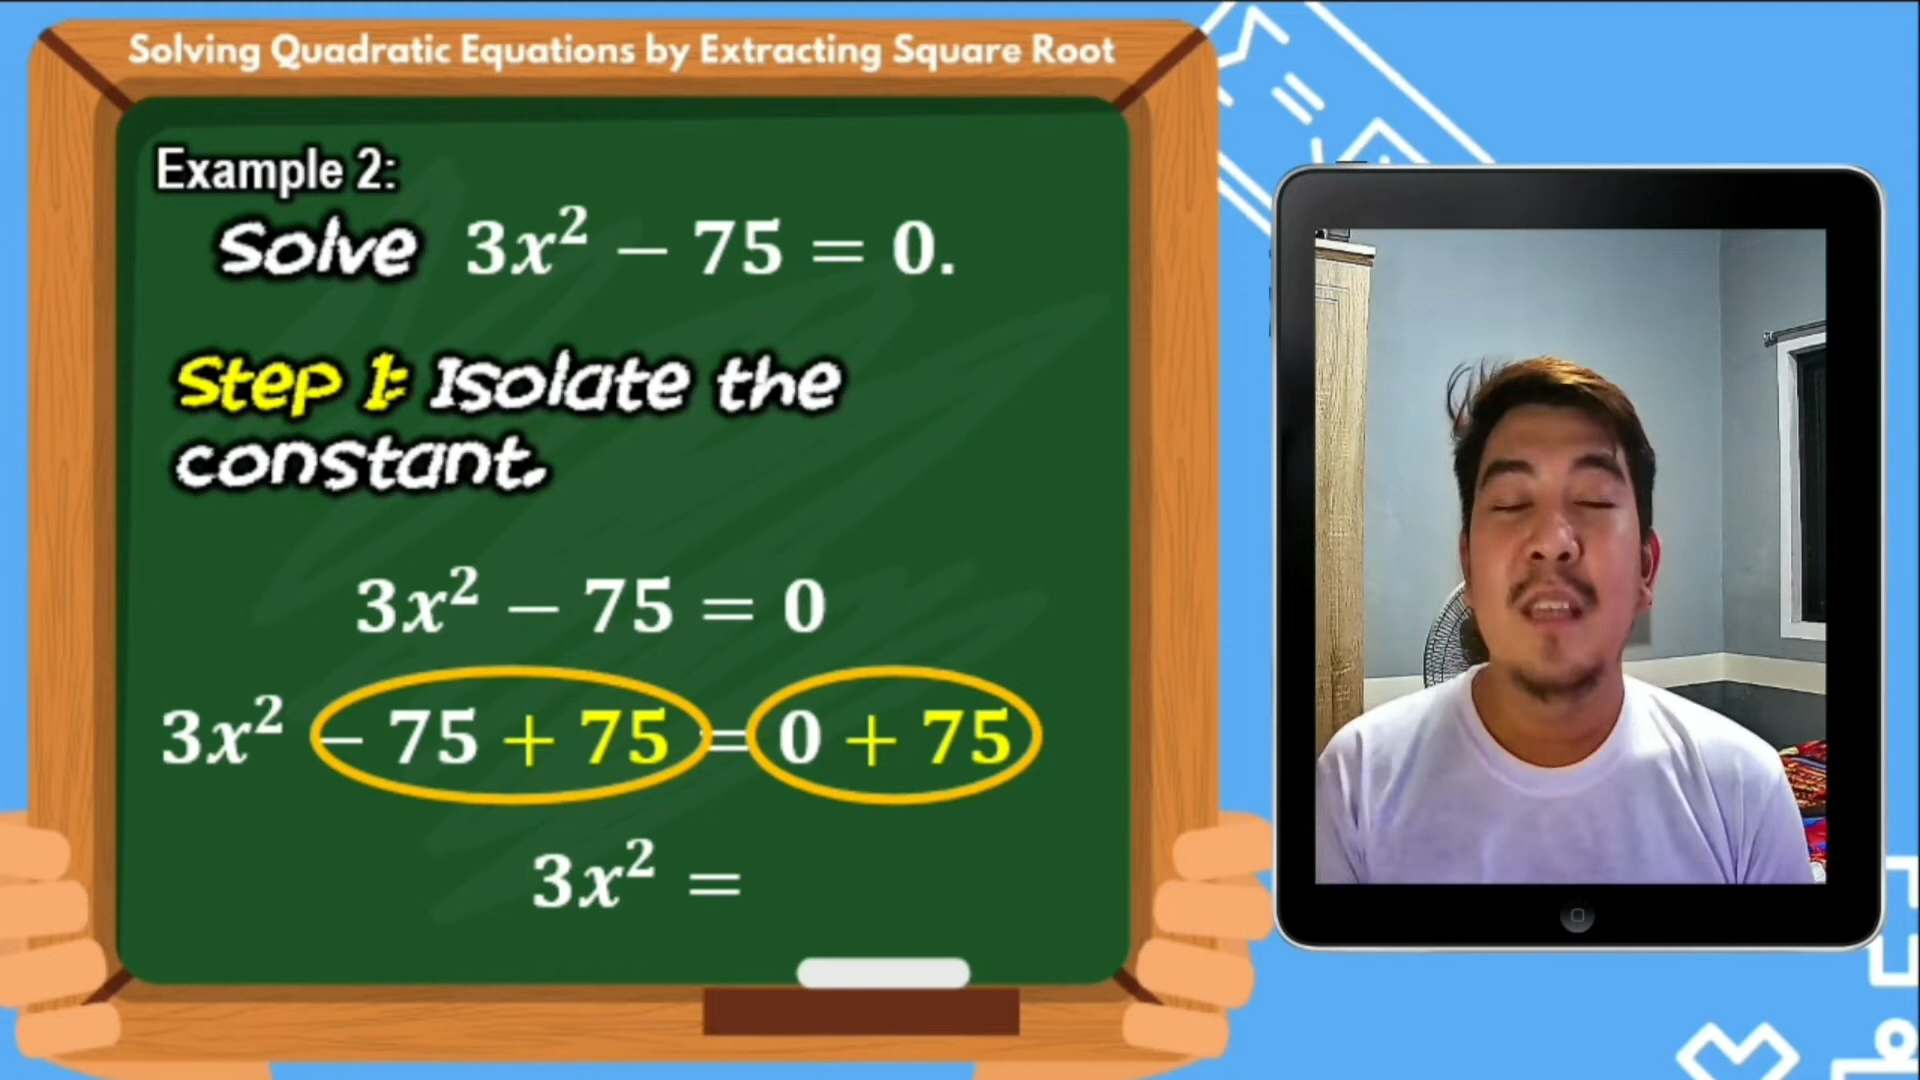 Solving Quadratic Equations by Extracting Square Root
Example 2:
Solve 3x² − 75 = 0.
Step 1: Isolate the
constant.
3x² − 75 = 0
3x² − 75 + 75 = 0 + 75
3x² =